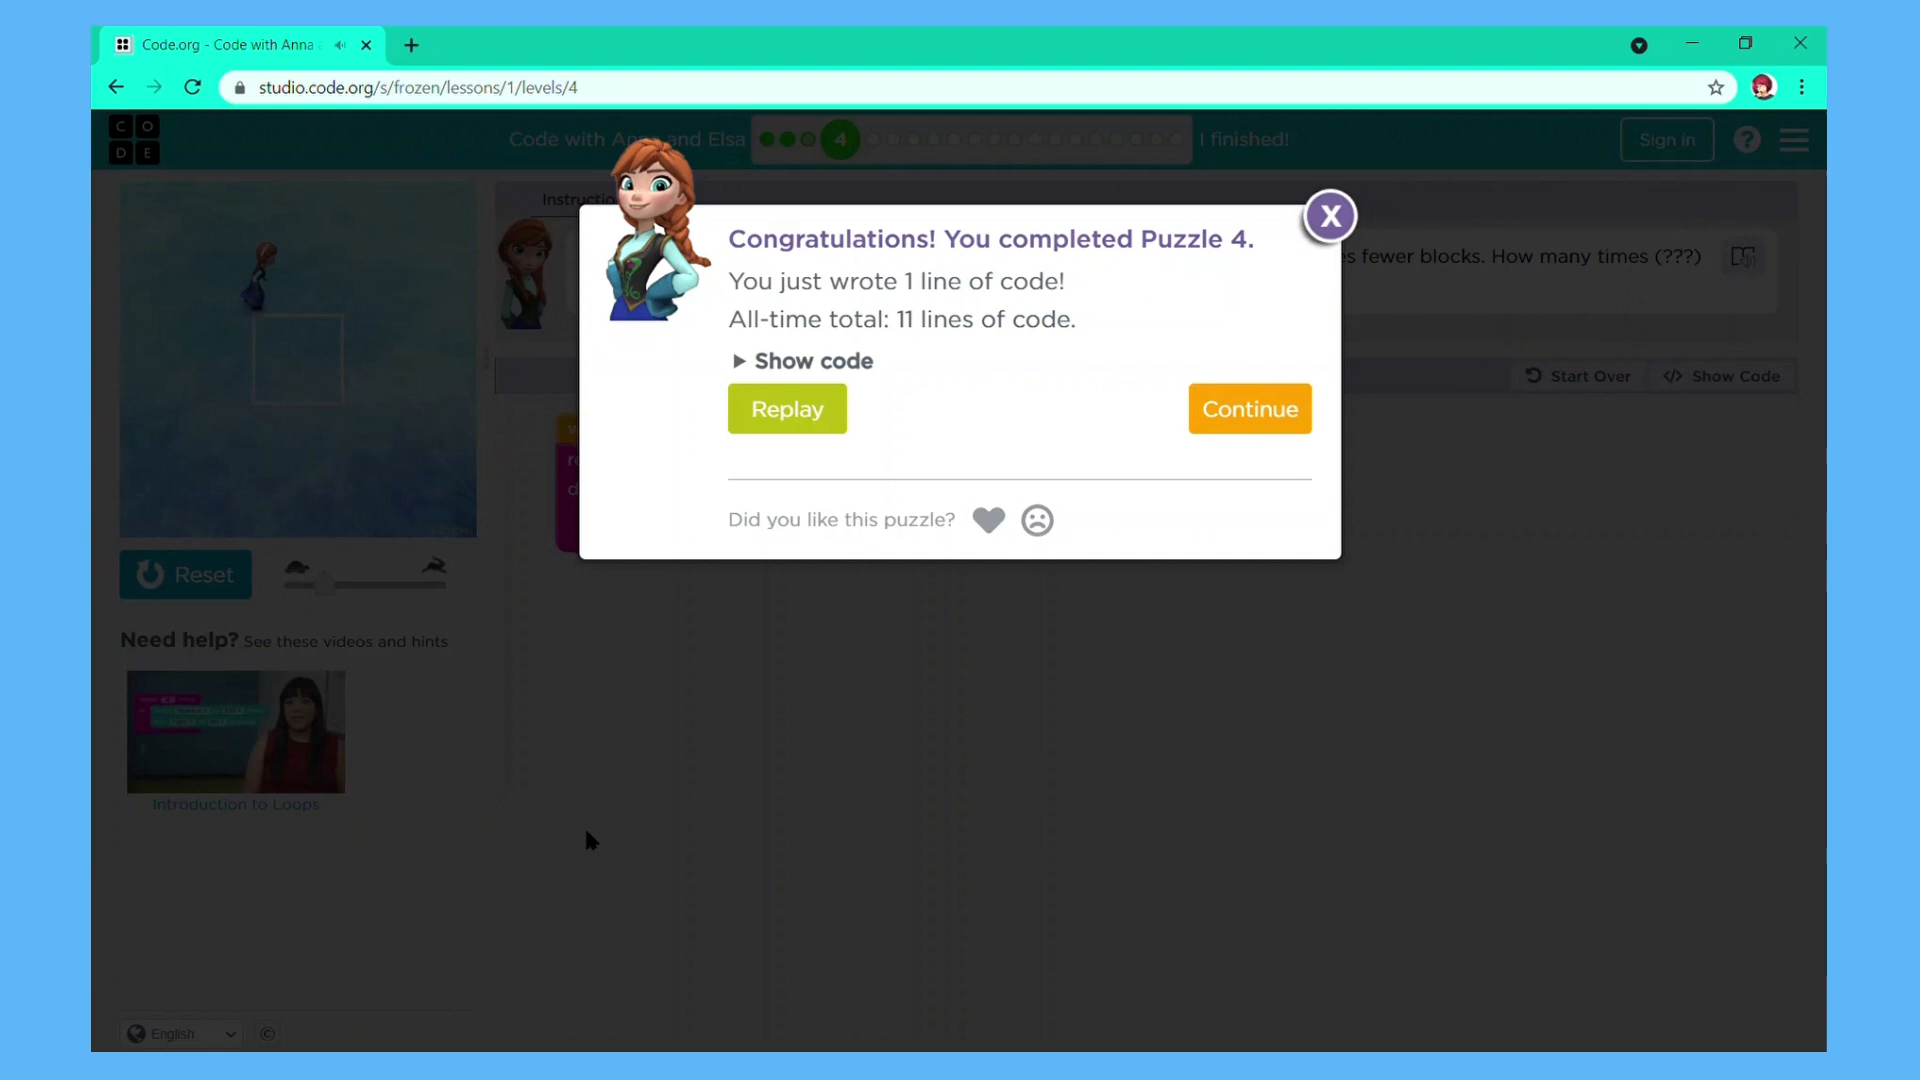 Code.org - Code with Anna
studio.code.org/s/frozen/lessons/1/levels/4
C O
D E
Code with Anna and Elsa
4
I finished!
Sign in
?
Instructio
X
Congratulations! You completed Puzzle 4.
You just wrote 1 line of code!
All-time total: 11 lines of code.
Show code
Replay
Continue
Did you like this puzzle?
s fewer blocks. How many times (???)
Start Over
</> Show Code
Reset
Need help? See these videos and hints
Introduction to Loops
English
©